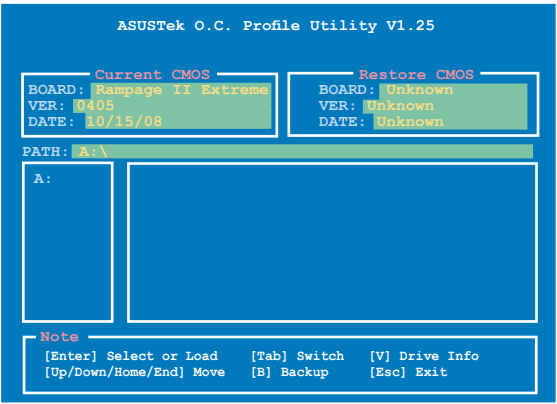 ASUSTek O.C. Profile Utility V1.25
Current CMOS
BOARD: Rampage II Extreme
VER: 0405
DATE: 10/15/08
Restore CMOS
BOARD: Unknown
VER: Unknown
DATE: Unknown
PATH: A:\
A:
Note
[Enter] Select or Load [Tab] Switch [V] Drive Info
[Up/Down/Home/End] Move [B] Backup [Esc] Exit